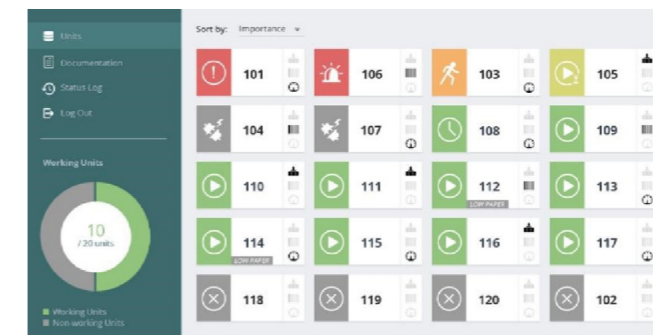 Units
Documentation
Status Log
Log Out
Working Units
10
/ 20 units
Working Units
Non working Units
Sort by: Importance
101 106 103 105
104 107 108 109
110 111 112 113
LOW PAPER
114 115 116 117
LOW PAPER
118 119 120 102